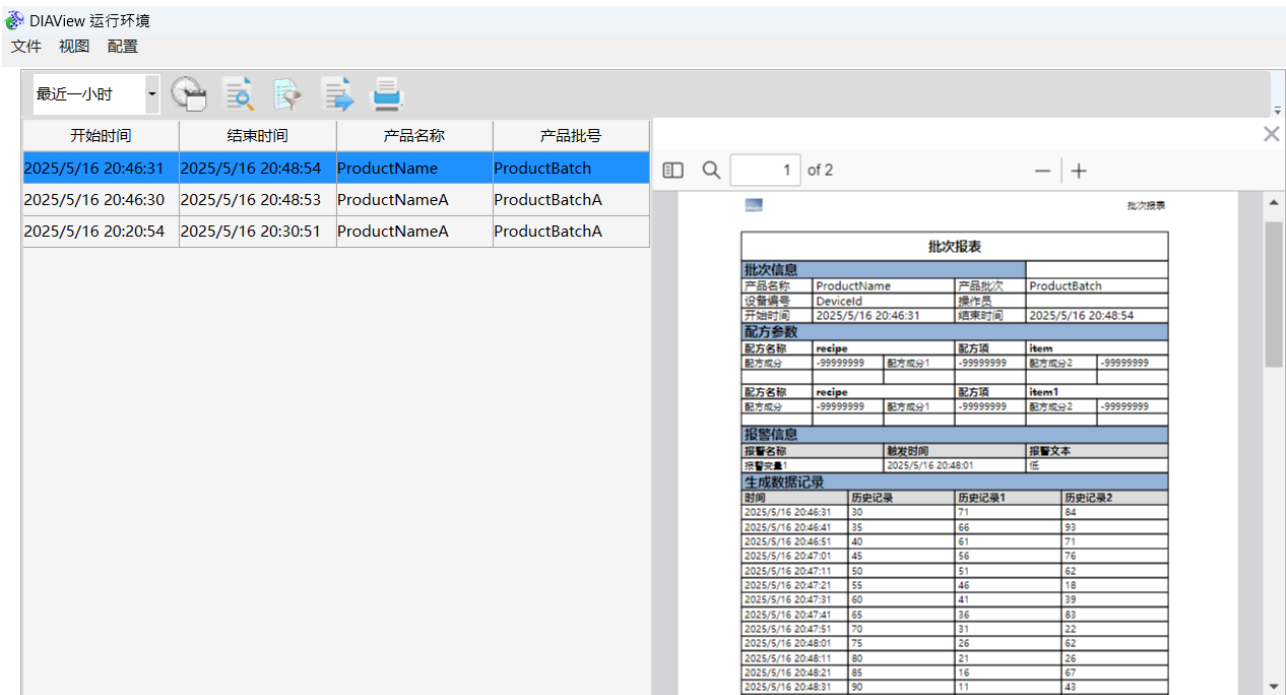 DIAView 运行环境
文件 视图 配置
最近一小时
开始时间 结束时间 产品名称 产品批号
2025/5/16 20:46:31 2025/5/16 20:48:54 ProductName ProductBatch
2025/5/16 20:46:30 2025/5/16 20:48:53 ProductNameA ProductBatchA
2025/5/16 20:20:54 2025/5/16 20:30:51 ProductNameA ProductBatchA
1 of 2
批次报表
批次报表
批次信息
产品名称 ProductName 产品批次 ProductBatch
设备编号 DeviceId 操作员
开始时间 2025/5/16 20:46:31 结束时间 2025/5/16 20:48:54
配方参数
配方名称 recipe 配方项 item
配方成分 -99999999 配方成分1 -99999999 配方成分2 -99999999
配方名称 recipe 配方项 item1
配方成分 -99999999 配方成分1 -99999999 配方成分2 -99999999
报警信息
报警名称 触发时间 报警文本
报警变量1 2025/5/16 20:48:01 低
生成数据记录
时间 历史记录 历史记录1 历史记录2
2025/5/16 20:46:31 30 71 84
2025/5/16 20:46:41 35 66 93
2025/5/16 20:46:51 40 61 71
2025/5/16 20:47:01 45 56 76
2025/5/16 20:47:11 50 51 62
2025/5/16 20:47:21 55 46 18
2025/5/16 20:47:31 60 41 39
2025/5/16 20:47:41 65 36 83
2025/5/16 20:47:51 70 31 22
2025/5/16 20:48:01 75 26 62
2025/5/16 20:48:11 80 21 26
2025/5/16 20:48:21 85 16 67
2025/5/16 20:48:31 90 11 43